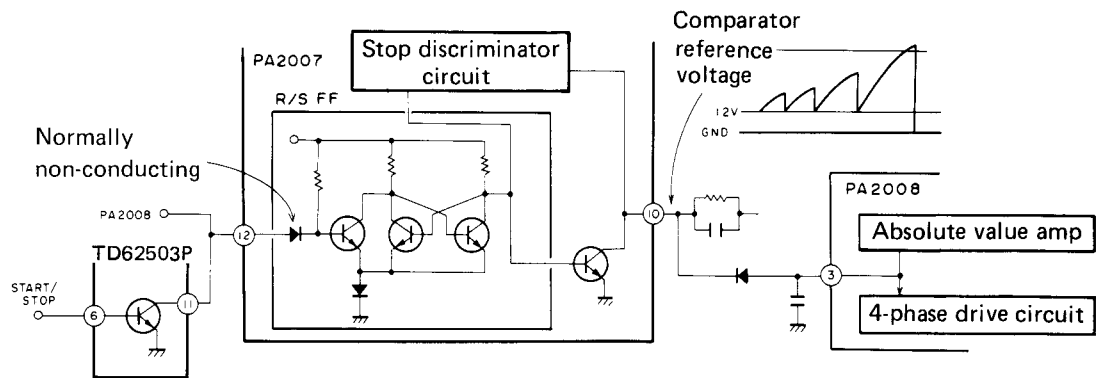 Comparator
reference
voltage
Stop discriminator
circuit
PA2007
R/S FF
12V
GND
Normally
non-conducting
PA2008
12
10
PA2008
Absolute value amp
TD62503P
START/
STOP
6
11
3
4-phase drive circuit